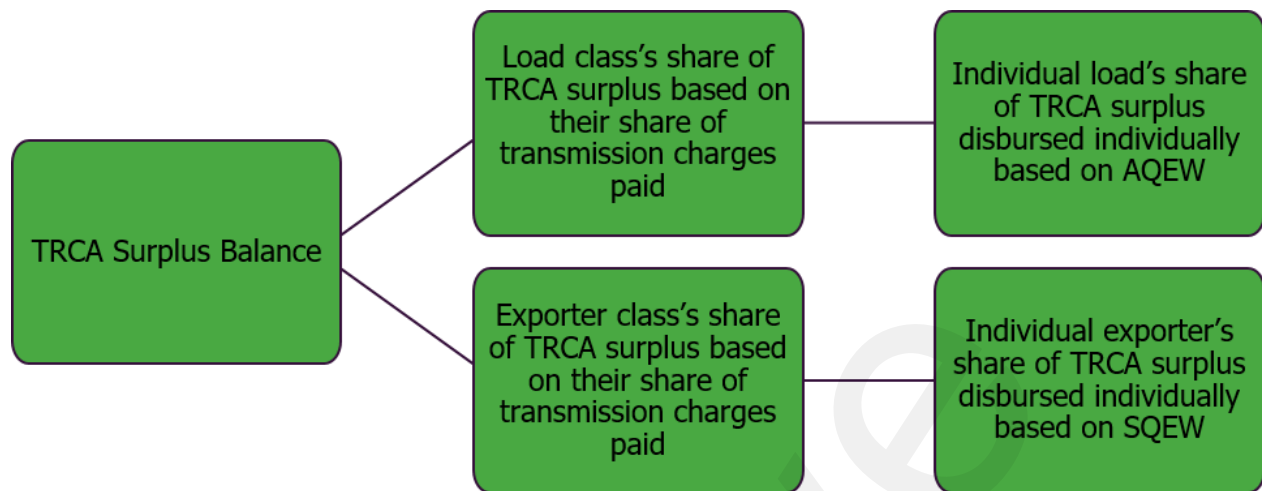 TRCA Surplus Balance
Load class’s share of
TRCA surplus based on
their share of
transmission charges
paid
Individual load’s share
of TRCA surplus
disbursed individually
based on AQEW
Exporter class’s share
of TRCA surplus based
on their share of
transmission charges
paid
Individual exporter’s
share of TRCA surplus
disbursed individually
based on SQEW